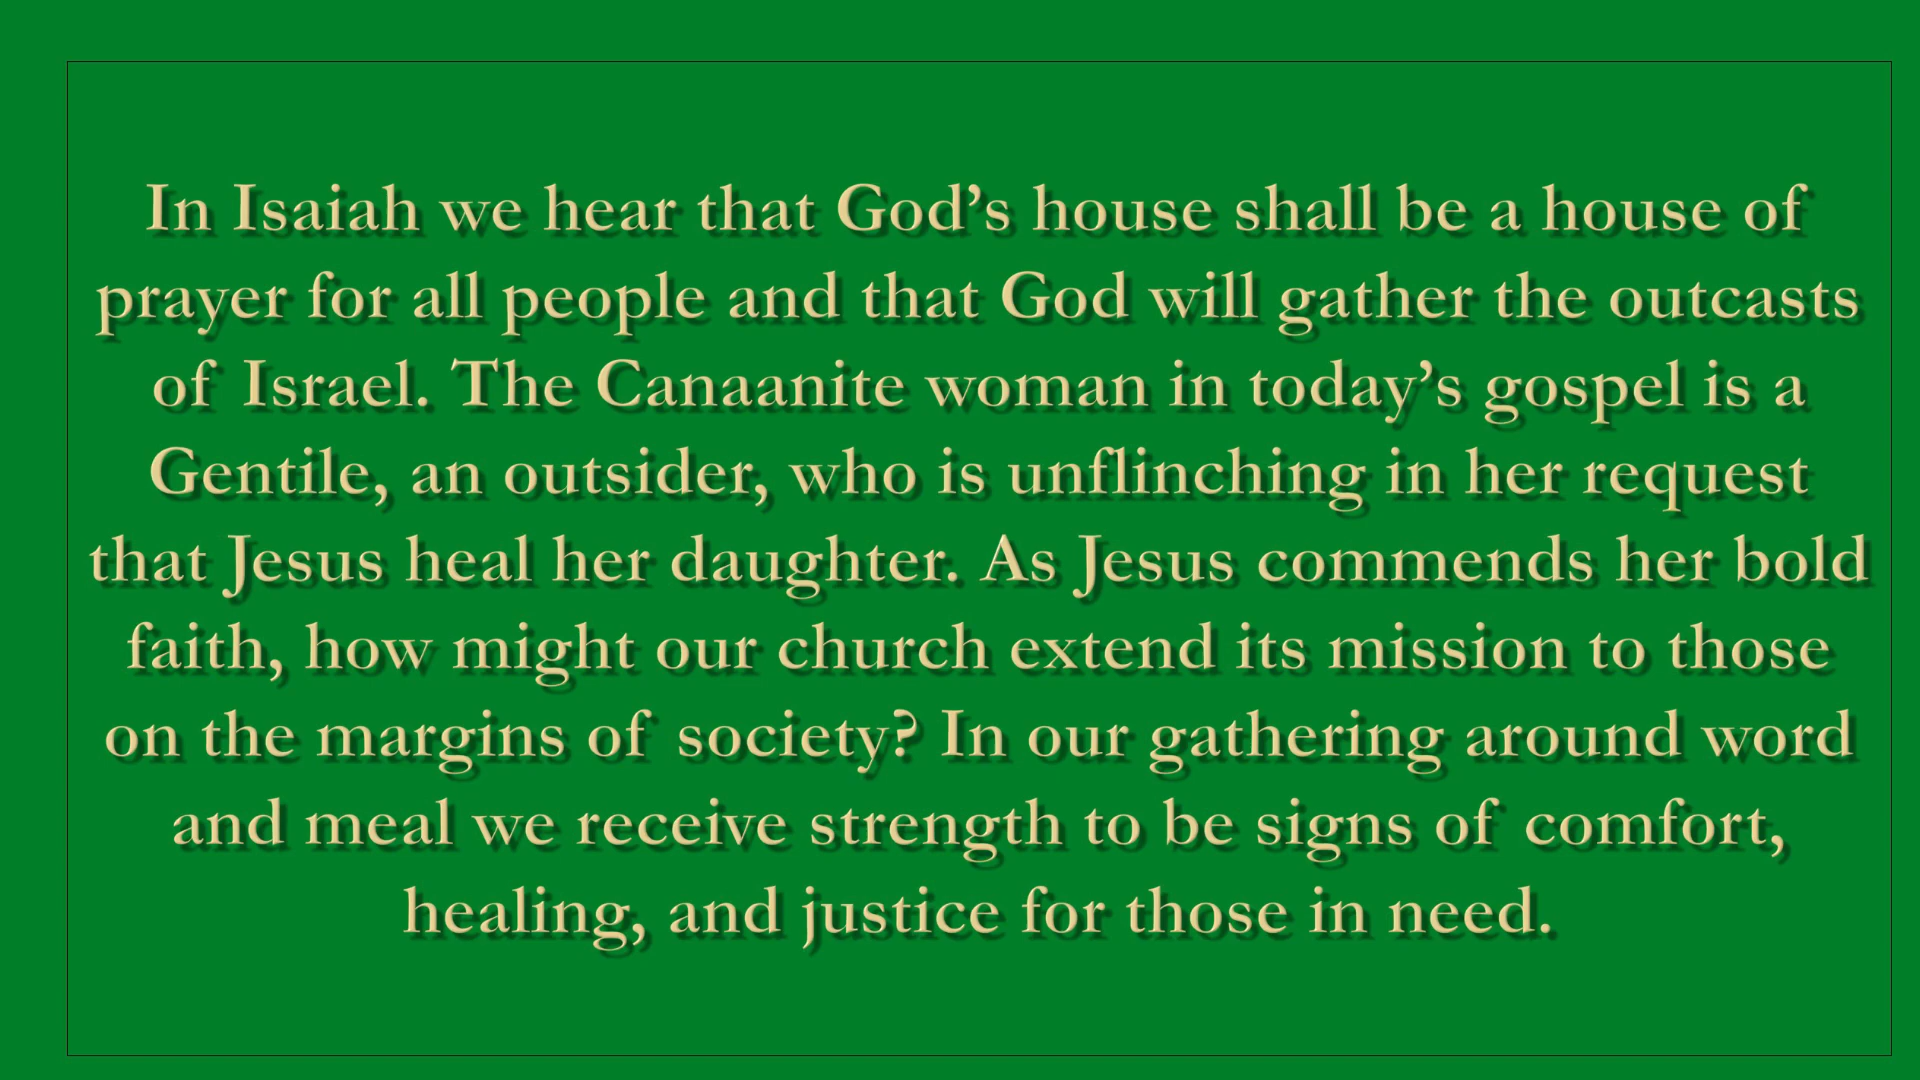 In Isaiah we hear that God’s house shall be a house of
prayer for all people and that God will gather the outcasts
of Israel. The Canaanite woman in today’s gospel is a
Gentile, an outsider, who is unflinching in her request
that Jesus heal her daughter. As Jesus commends her bold
faith, how might our church extend its mission to those
on the margins of society? In our gathering around word
and meal we receive strength to be signs of comfort,
healing, and justice for those in need.